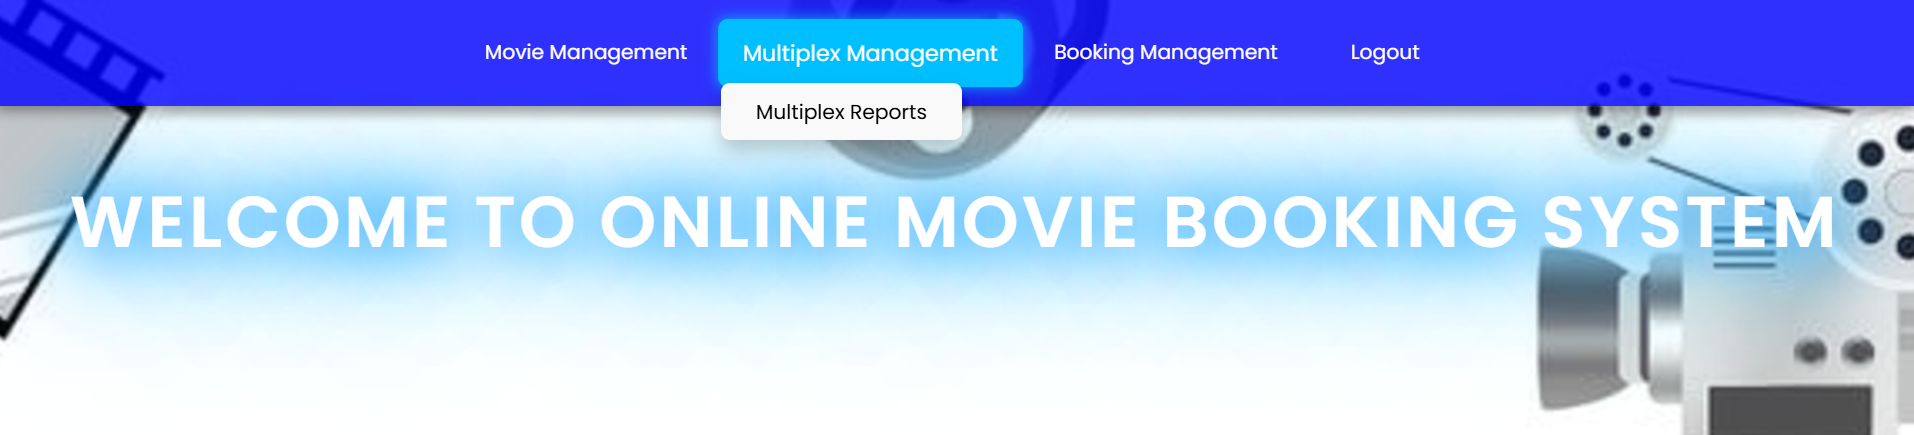 Movie Management Multiplex Management Booking Management Logout
Multiplex Reports
WELCOME TO ONLINE MOVIE BOOKING SYSTEM